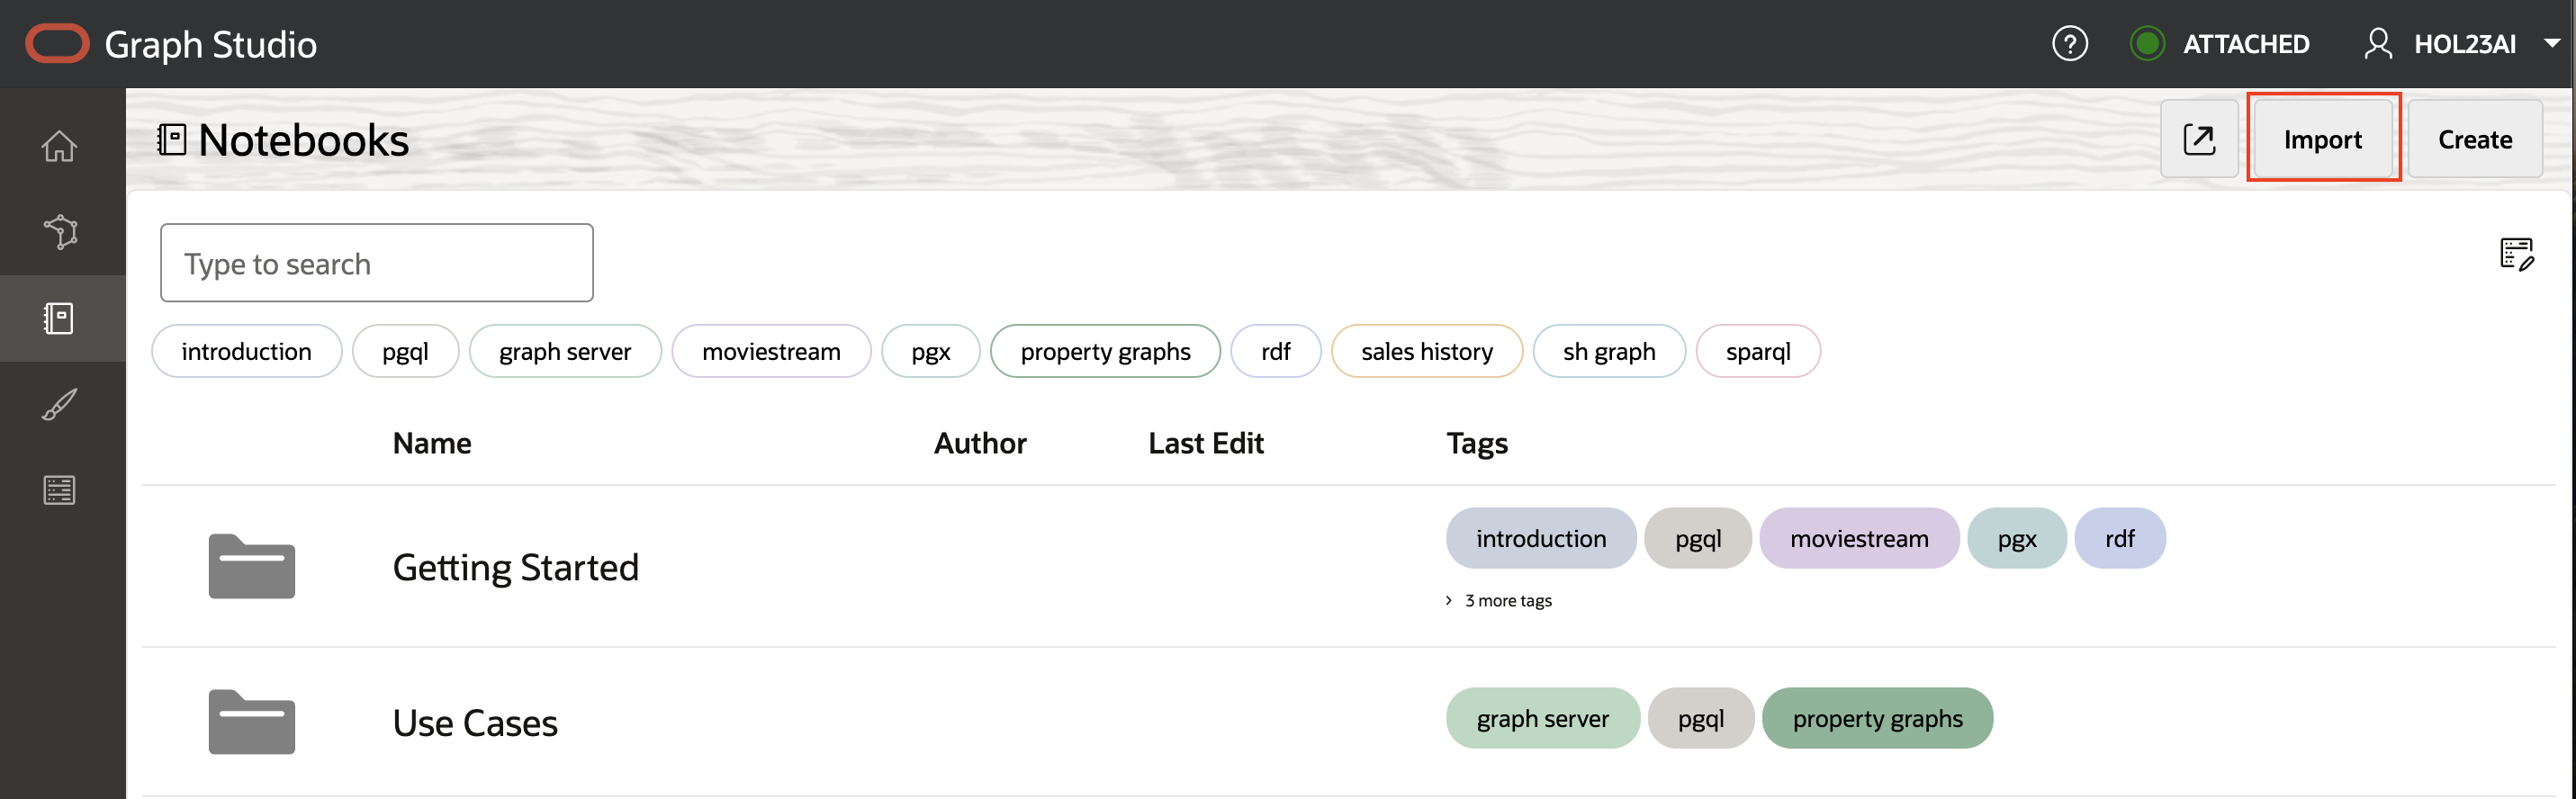 Graph Studio
? ATTACHED HOL23AI
Notebooks
Import Create
Type to search
introduction pgql graph server moviestream pgx property graphs rdf sales history sh graph sparql
Name Author Last Edit Tags
Getting Started
introduction pgql moviestream pgx rdf
3 more tags
Use Cases
graph server pgql property graphs